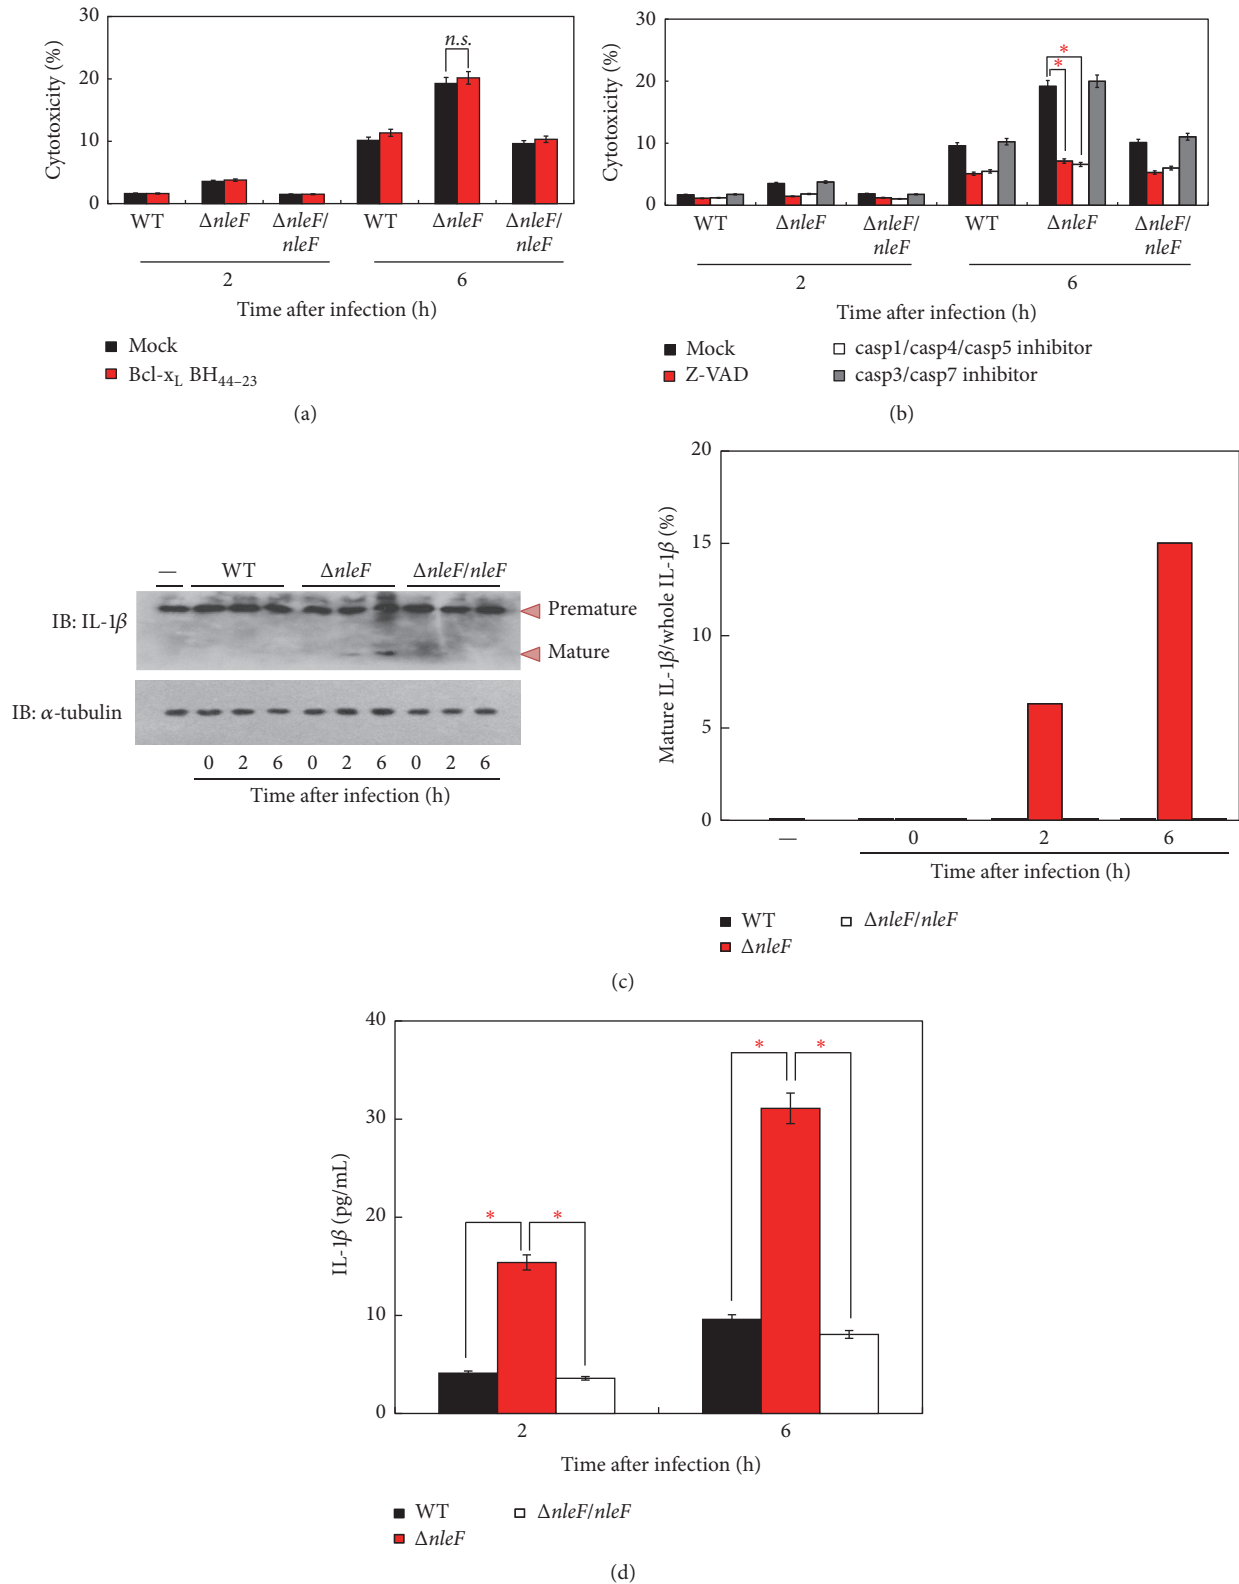 30
20
10
0
Cytotoxicity (%)
n.s.
WT ΔnleF ΔnleF/nleF WT ΔnleF ΔnleF/nleF
2 6
Time after infection (h)
Mock
Bcl-x_L BH_44–23
(a)
30
20
10
0
Cytotoxicity (%)
* *
WT ΔnleF ΔnleF/nleF WT ΔnleF ΔnleF/nleF
2 6
Time after infection (h)
Mock casp1/casp4/casp5 inhibitor
Z-VAD casp3/casp7 inhibitor
(b)
— WT ΔnleF ΔnleF/nleF
IB: IL-1β Premature
Mature
IB: α-tubulin
0 2 6 0 2 6 0 2 6
Time after infection (h)
20
15
10
5
0
Mature IL-1β/whole IL-1β (%)
— 0 2 6
Time after infection (h)
WT ΔnleF/nleF
ΔnleF
(c)
40
30
20
10
0
IL-1β (pg/mL)
* * * *
2 6
Time after infection (h)
WT ΔnleF/nleF
ΔnleF
(d)